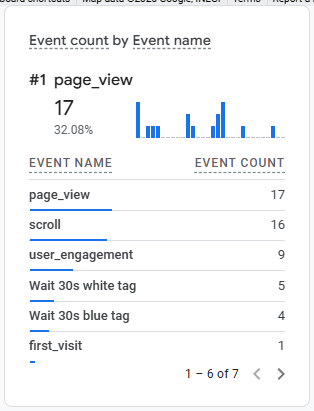 board shortcuts Map data ©2026 Google, INEGI Terms Report a
Event count by Event name
#1 page_view
17
32.08%
EVENT NAME EVENT COUNT
page_view 17
scroll 16
user_engagement 9
Wait 30s white tag 5
Wait 30s blue tag 4
first_visit 1
1 – 6 of 7